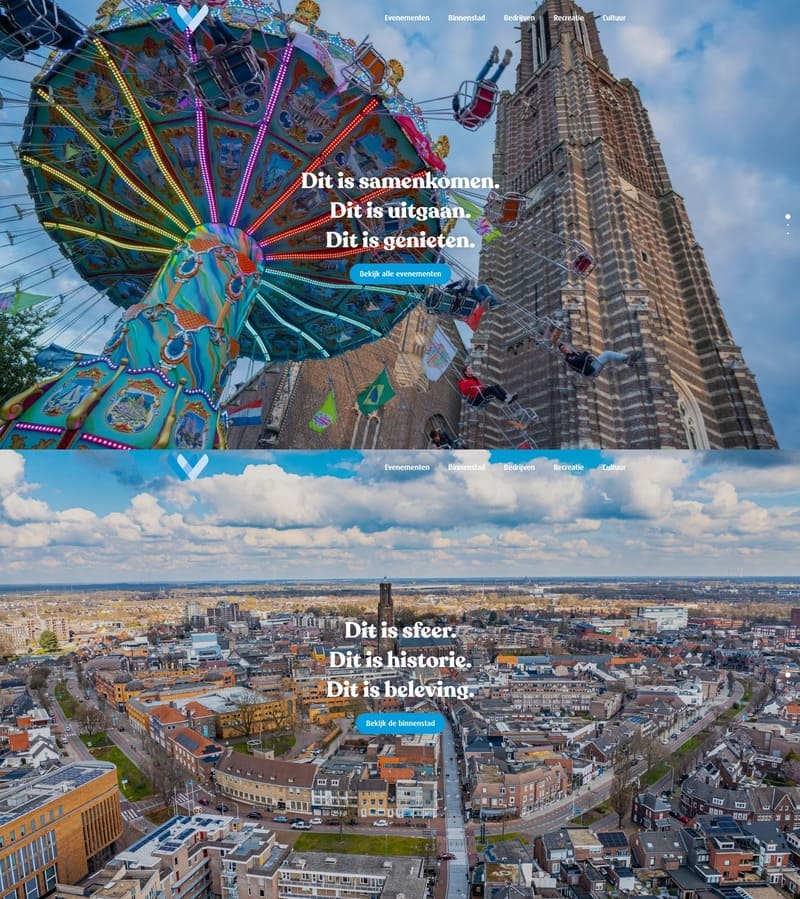 Evenementen Binnenstad Bedrijven Recreatie Cultuur
Dit is samenkomen.
Dit is uitgaan.
Dit is genieten.
Bekijk alle evenementen
Evenementen Binnenstad Bedrijven Recreatie Cultuur
Dit is sfeer.
Dit is historie.
Dit is beleving.
Bekijk de binnenstad